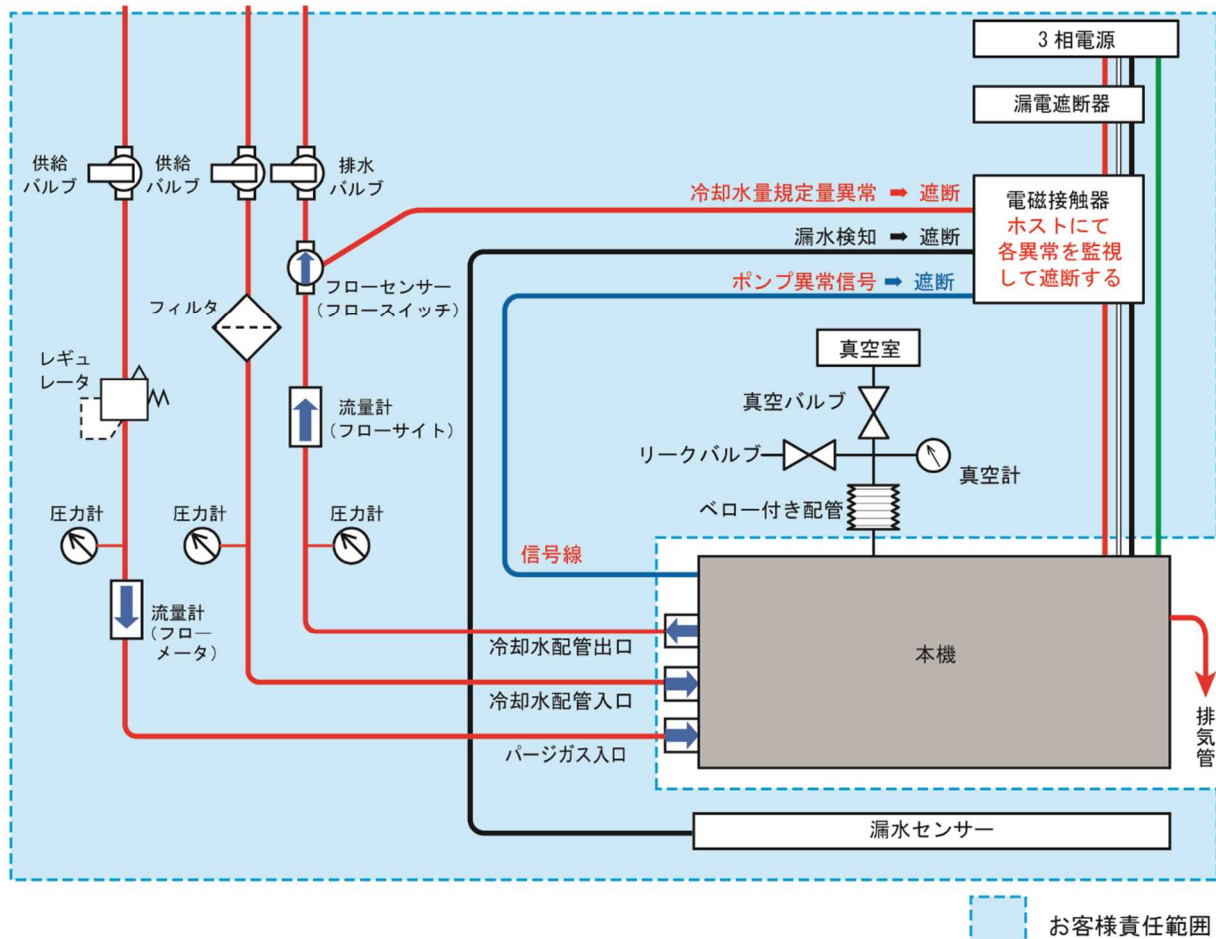 3相電源
漏電遮断器
供給
バルブ
供給
バルブ
排水
バルブ
冷却水量規定量異常 ➡ 遮断
漏水検知 ➡ 遮断
ポンプ異常信号 ➡ 遮断
電磁接触器
ホストにて
各異常を監視
して遮断する
フローセンサー
(フロースイッチ)
フィルタ
レギュ
レータ
流量計
(フローサイト)
真空室
真空バルブ
リークバルブ
真空計
ベロー付き配管
圧力計
圧力計
圧力計
信号線
流量計
(フロー
メータ)
冷却水配管出口
冷却水配管入口
パージガス入口
本機
排気管
漏水センサー
お客様責任範囲